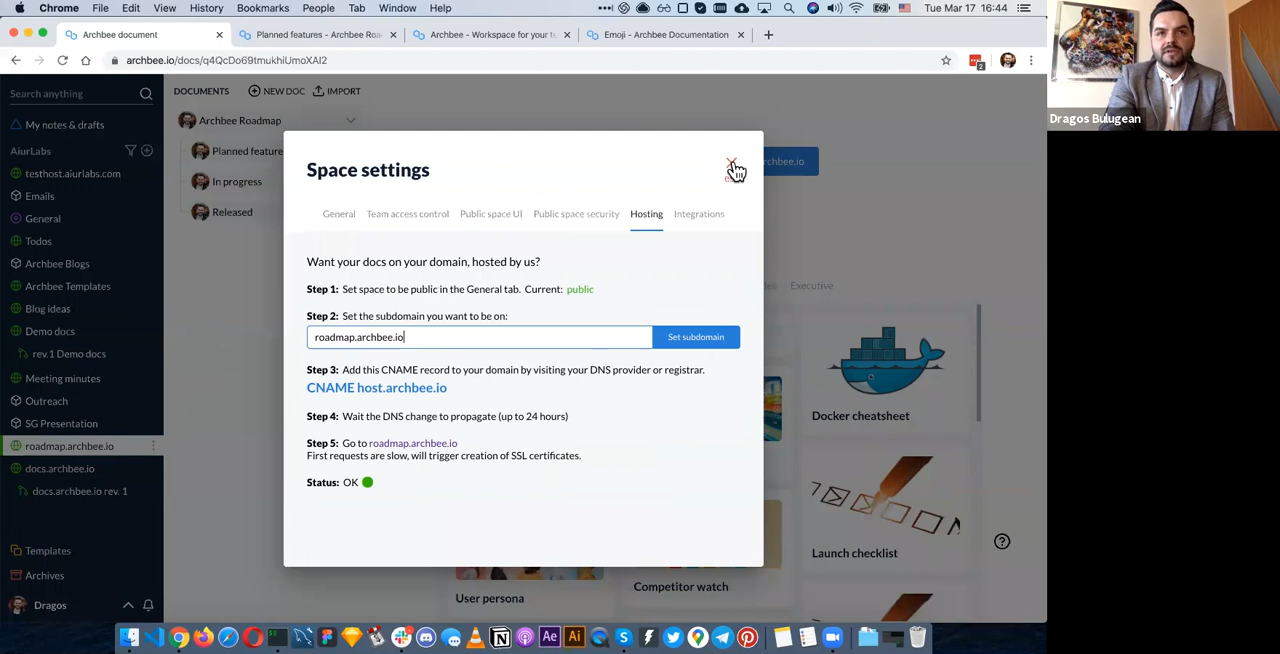 Chrome File Edit View History Bookmarks People Tab Window Help Tue Mar 17 16:44
Archbee document
Planned features - Archbee Roa
Archbee - Workspace for your t
Emoji - Archbee Documentation
archbee.io/docs/q4QcDo69tmukhiUmoXAI2
2
Dragos Bulugean
Search anything
My notes & drafts
AiurLabs
testhost.aiurlabs.com
Emails
General
Todos
Archbee Blogs
Archbee Templates
Blog ideas
Demo docs
rev.1 Demo docs
Meeting minutes
Outreach
SG Presentation
roadmap.archbee.io
docs.archbee.io
docs.archbee.io rev. 1
Templates
Archives
Dragos
DOCUMENTS NEW DOC IMPORT
Archbee Roadmap
Planned feature
In progress
Released
rchbee.io
Space settings
General Team access control Public space UI Public space security Hosting Integrations
Want your docs on your domain, hosted by us?
Step 1: Set space to be public in the General tab. Current: public
Step 2: Set the subdomain you want to be on:
roadmap.archbee.io Set subdomain
Step 3: Add this CNAME record to your domain by visiting your DNS provider or registrar.
CNAME host.archbee.io
Step 4: Wait the DNS change to propagate (up to 24 hours)
Step 5: Go to roadmap.archbee.io
First requests are slow, will trigger creation of SSL certificates.
Status: OK
Executive
Docker cheatsheet
Launch checklist
Competitor watch
User persona
Ae Ai